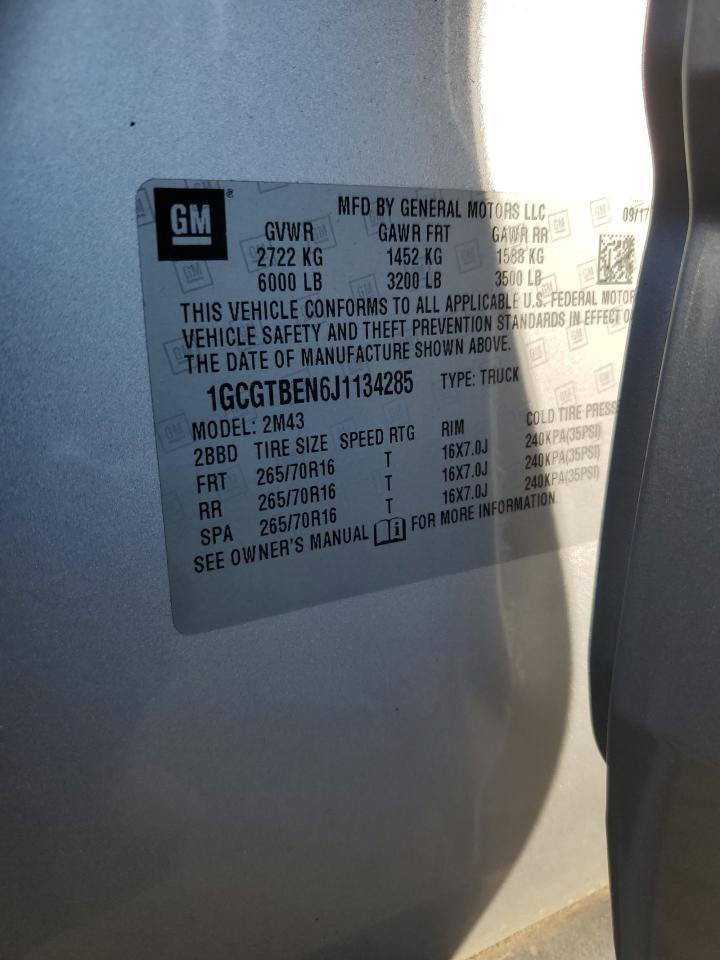 GM®
MFD BY GENERAL MOTORS LLC 09/17
GVWR GAWR FRT GAWR RR
2722 KG 1452 KG 1588 KG
6000 LB 3200 LB 3500 LB
THIS VEHICLE CONFORMS TO ALL APPLICABLE U.S. FEDERAL MOTOR
VEHICLE SAFETY AND THEFT PREVENTION STANDARDS IN EFFECT
THE DATE OF MANUFACTURE SHOWN ABOVE.
1GCGTBEN6J1134285 TYPE: TRUCK
MODEL: 2M43
2BBD TIRE SIZE SPEED RTG RIM COLD TIRE PRESS
FRT 265/70R16 T 16X7.0J 240KPA(35PSI)
RR 265/70R16 T 16X7.0J 240KPA(35PSI)
SPA 265/70R16 T 16X7.0J 240KPA(35PSI)
SEE OWNER'S MANUAL i FOR MORE INFORMATION.